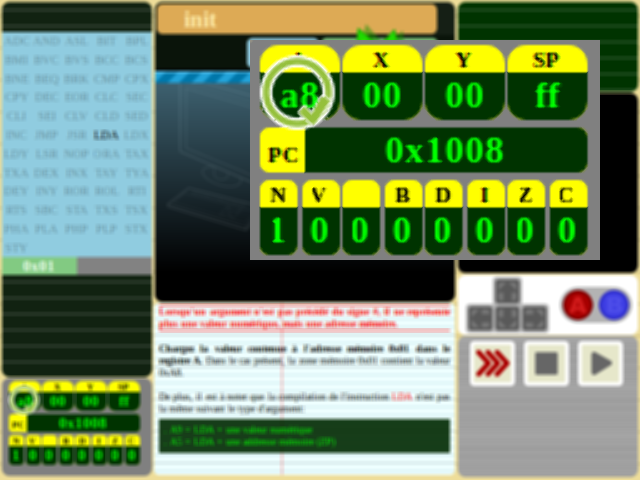 init
ADC AND ASL BIT BPL
BMI BVC BVS BCC BCS
BNE BEQ BRK CMP CPX
CPY DEC EOR CLC SEC
CLI SEI CLV CLD SED
INC JMP JSR LDA LDX
LDY LSR NOP ORA TAX
TXA DEX INX TAY TYA
DEY INY ROR ROL RTI
RTS SBC STA TXS TSX
PHA PLA PHP PLP STX
STY
0x01
X Y SP
a8 00 00 ff
PC 0x1008
N V B D I Z C
1 0 0 0 0 0 0 0
Lorsqu'un argument n'est pas précédé du signe #, il ne représente
plus une valeur numérique, mais une adresse mémoire.
Charger la valeur contenue à l'adresse mémoire 0x01 dans le
registre A. Dans le cas présent, la zone mémoire 0x01 contient la valeur
0xA8.
De plus, il est à noter que la compilation de l'instruction LDA n'est pas
la même suivant le type d'argument:
A9 = LDA + une valeur numérique
A5 = LDA + une addresse mémoire (ZP)
A B
X Y SP
a8 00 00 ff
PC 0x1008
N V B D I Z C
1 0 0 0 0 0 0 0